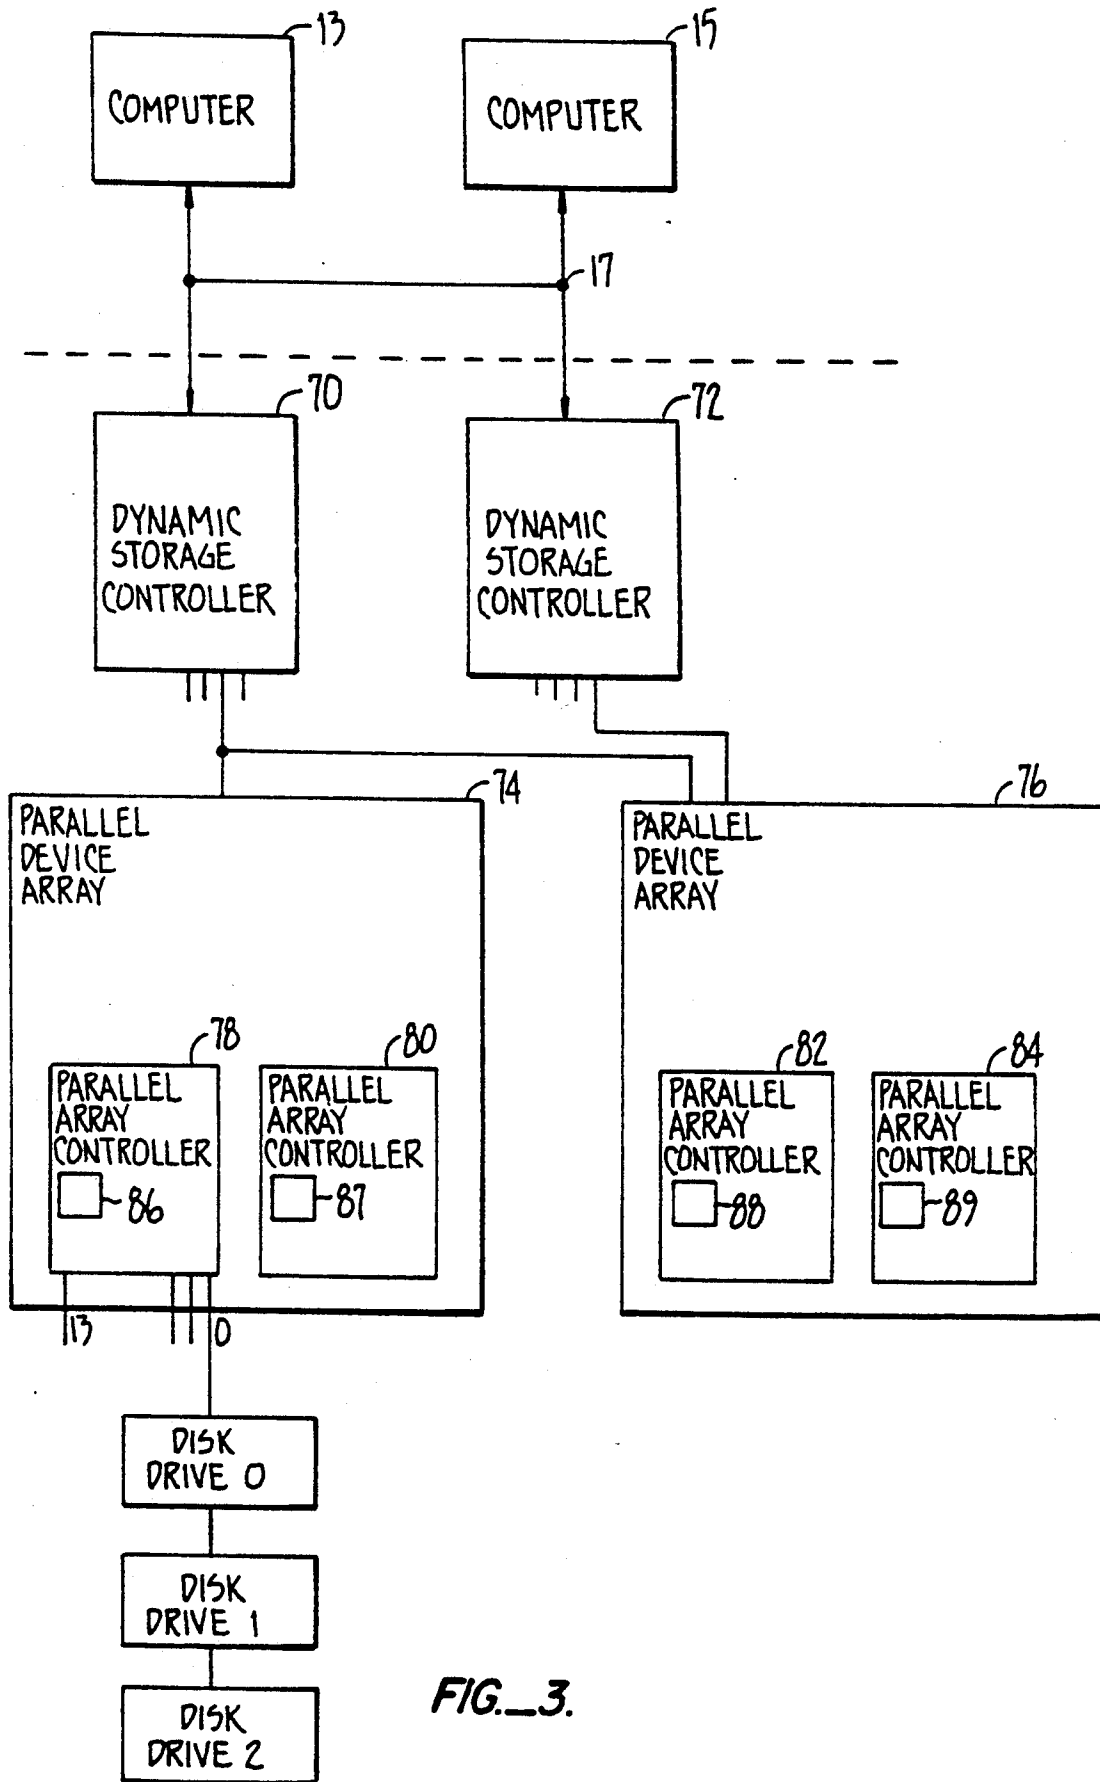 13
15
COMPUTER
COMPUTER
17
70
72
DYNAMIC
STORAGE
CONTROLLER
DYNAMIC
STORAGE
CONTROLLER
74
76
PARALLEL
DEVICE
ARRAY
PARALLEL
DEVICE
ARRAY
78
80
82
84
PARALLEL
ARRAY
CONTROLLER
86
PARALLEL
ARRAY
CONTROLLER
87
PARALLEL
ARRAY
CONTROLLER
88
PARALLEL
ARRAY
CONTROLLER
89
13
0
DISK
DRIVE 0
DISK
DRIVE 1
DISK
DRIVE 2
FIG._3.